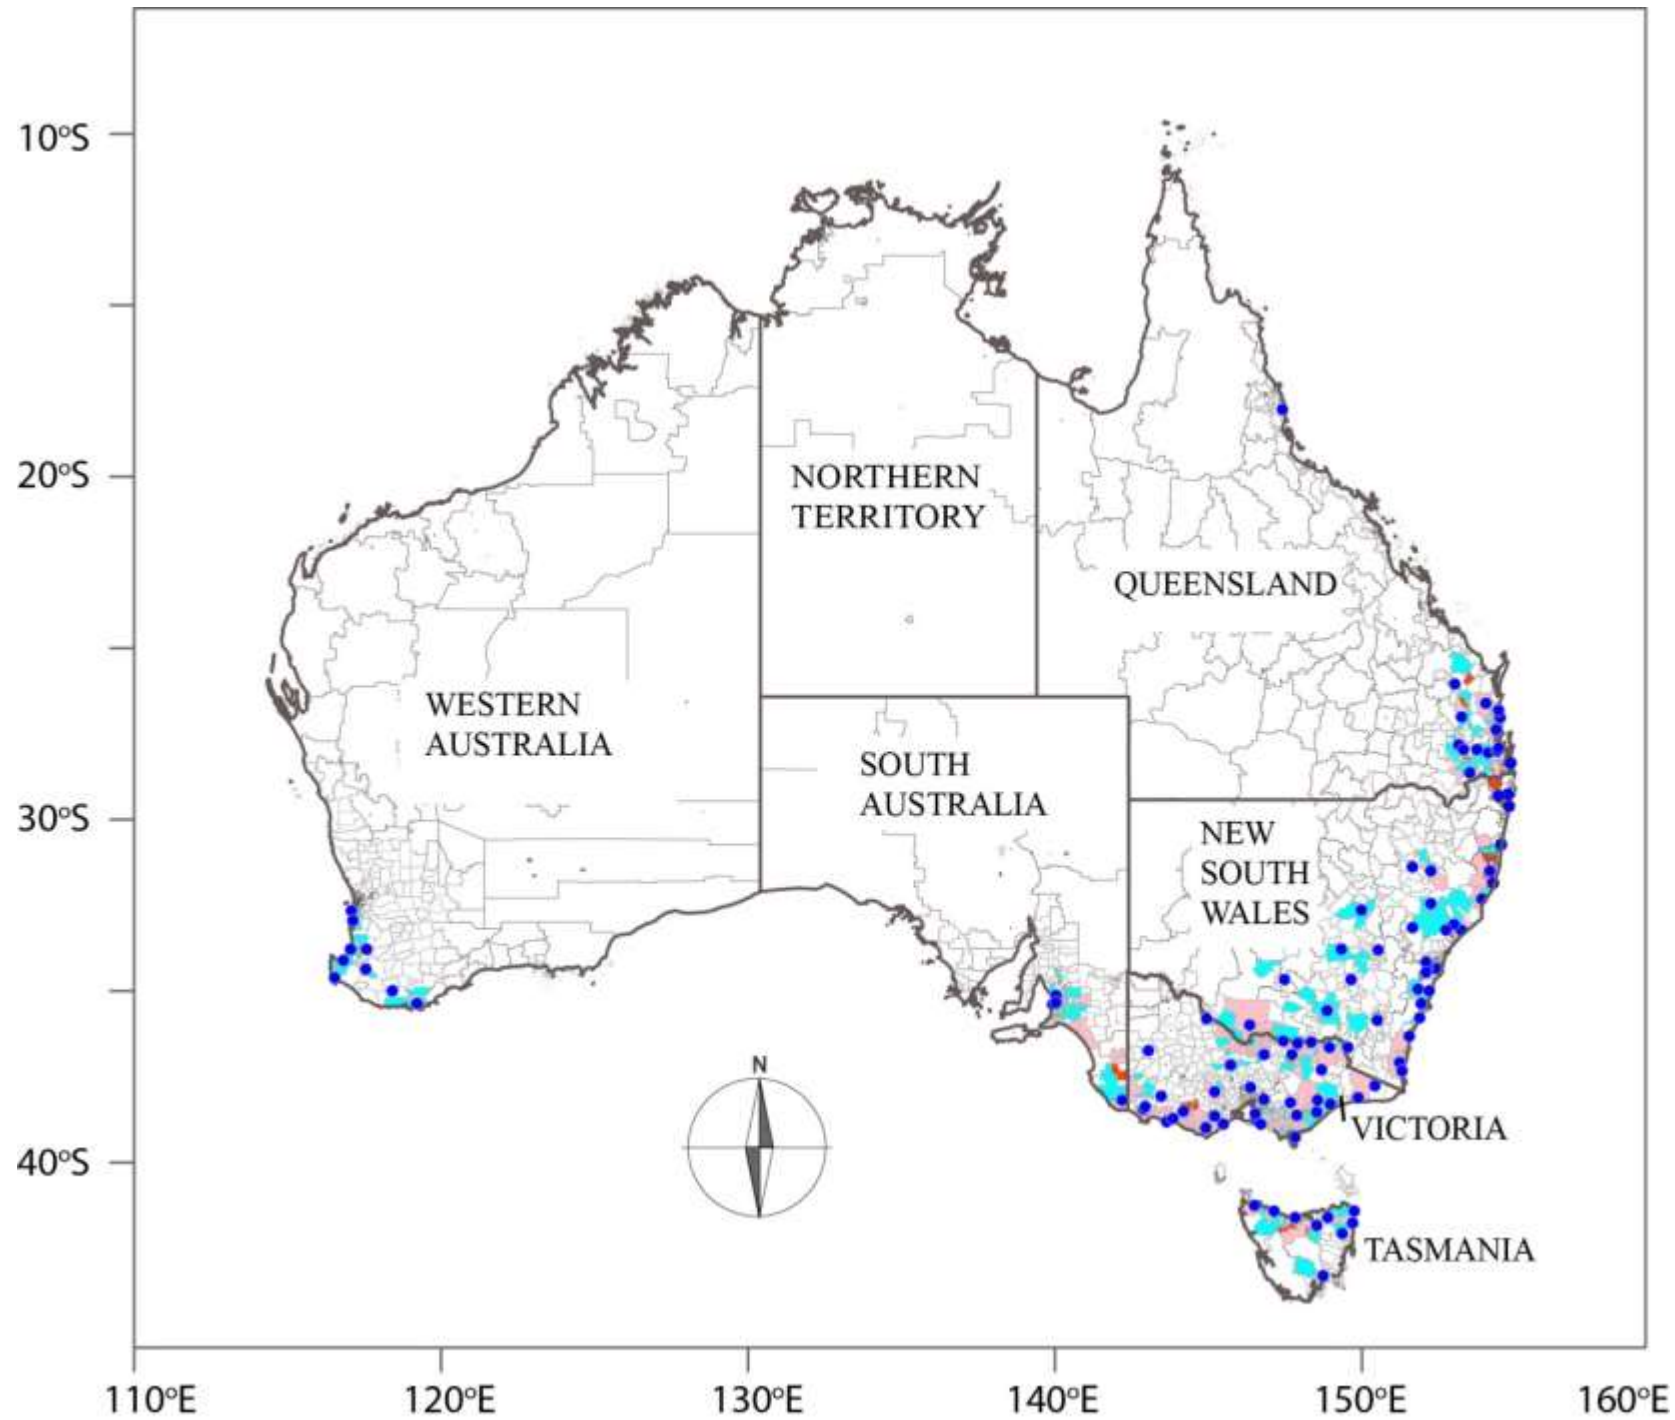 10°S
20°S
NORTHERN
TERRITORY
QUEENSLAND
WESTERN
AUSTRALIA
SOUTH
AUSTRALIA
30°S
NEW
SOUTH
WALES
N
VICTORIA
40°S
TASMANIA
110°E 120°E 130°E 140°E 150°E 160°E